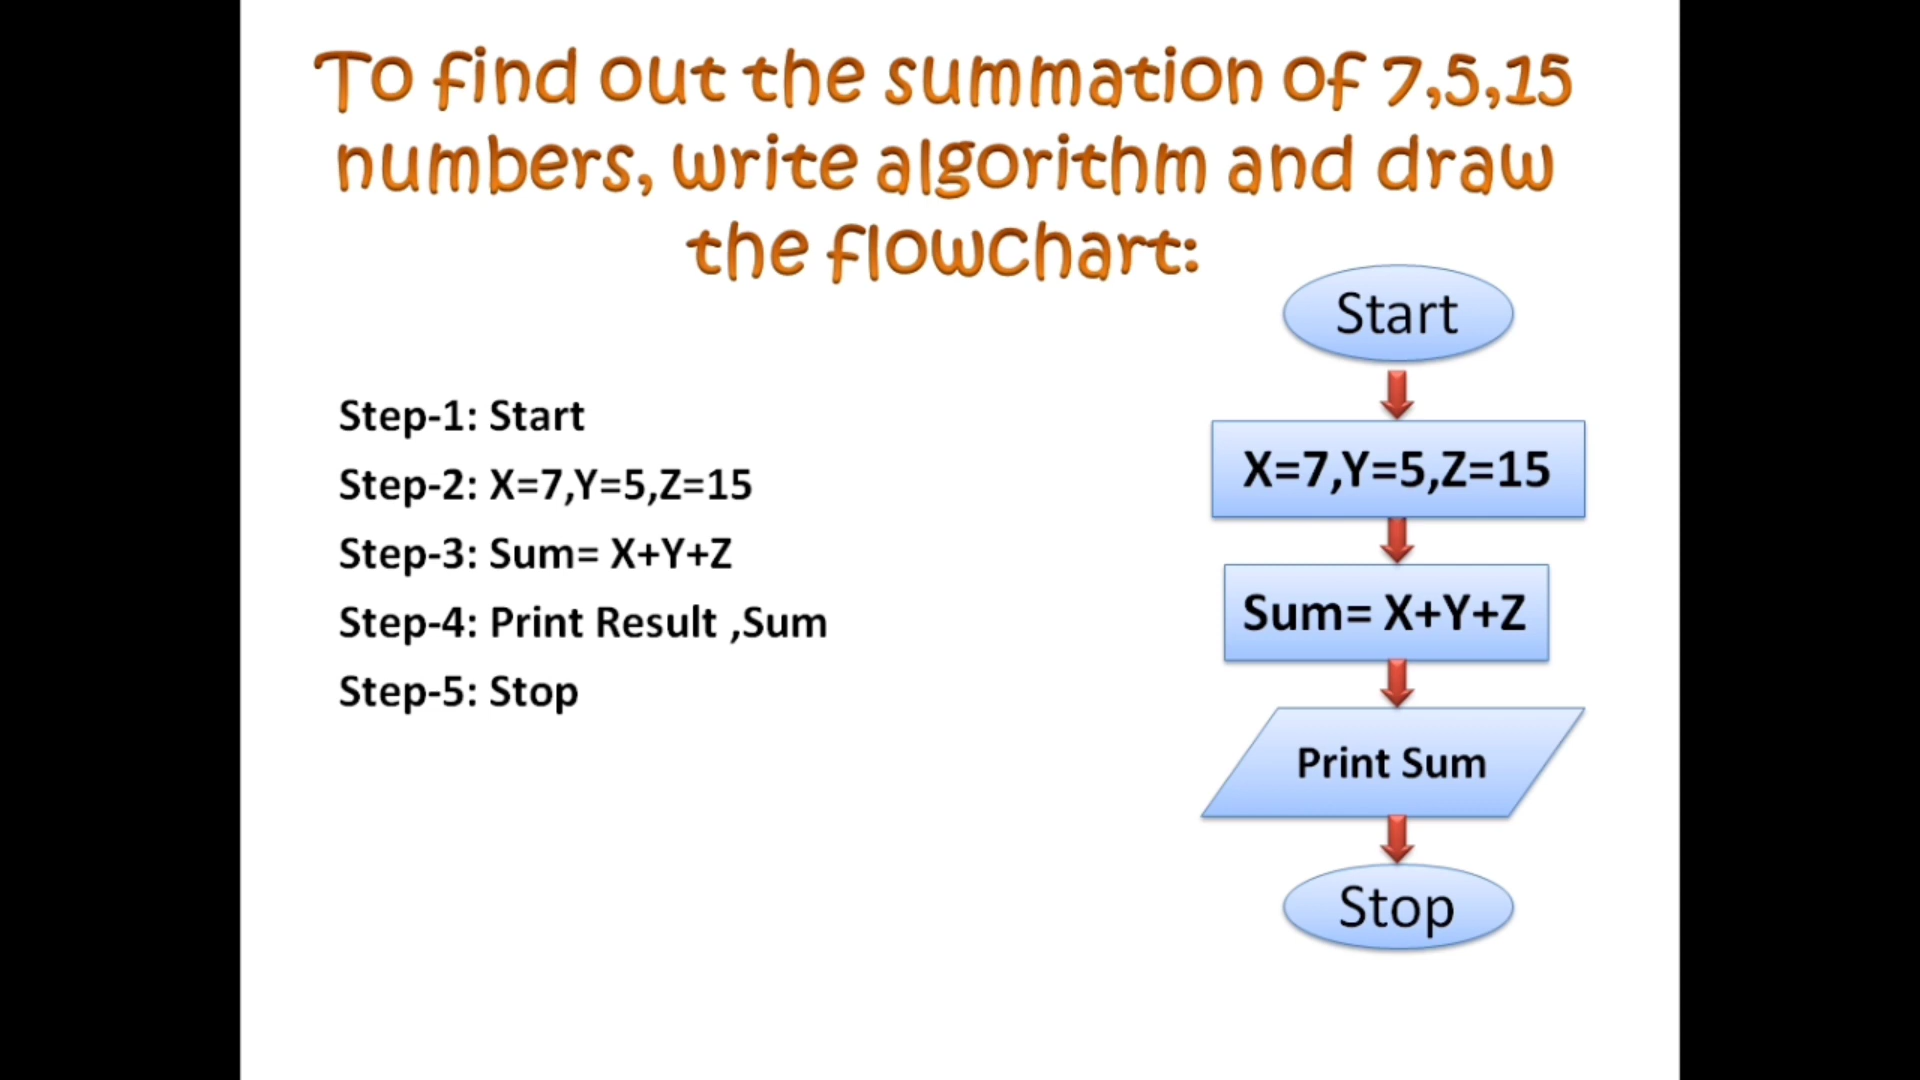 To find out the summation of 7,5,15
numbers, write algorithm and draw
the flowchart:
Step-1: Start
Step-2: X=7,Y=5,Z=15
Step-3: Sum= X+Y+Z
Step-4: Print Result ,Sum
Step-5: Stop
Start
X=7,Y=5,Z=15
Sum= X+Y+Z
Print Sum
Stop